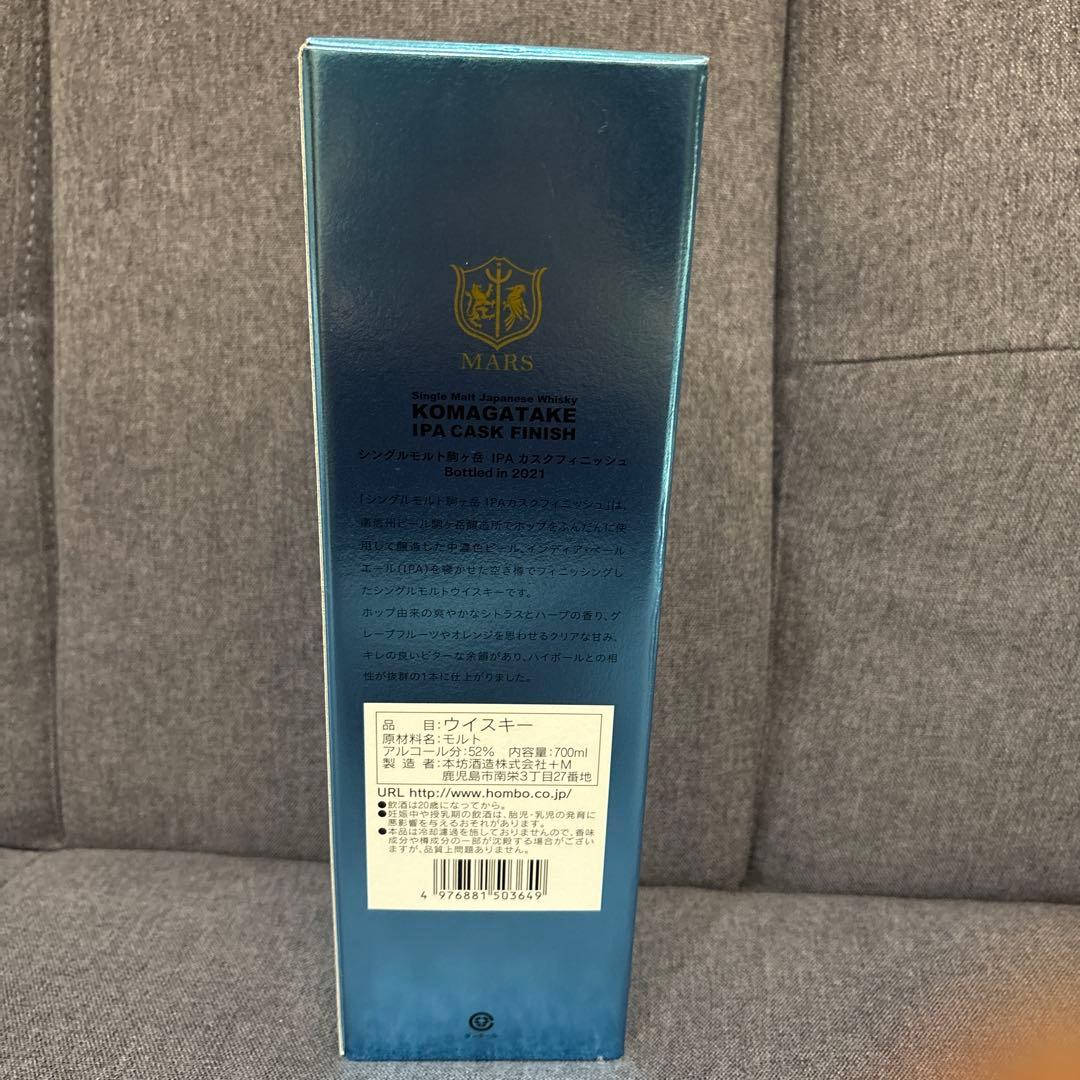 MARS
Single Malt Japanese Whisky
KOMAGATAKE
IPA CASK FINISH
シングルモルト駒ヶ岳 IPA カスクフィニッシュ
Bottled in 2021
「シングルモルト駒ヶ岳 IPAカスクフィニッシュ」は、
南信州ビール駒ヶ岳醸造所でホップをふんだんに使
用して醸造した中濃色ビール、インディア・ペール
エール(IPA)を寝かせた空き樽でフィニッシングし
たシングルモルトウイスキーです。
ホップ由来の爽やかなシトラスとハーブの香り、グ
レープフルーツやオレンジを思わせるクリアな甘み、
キレの良いビターな余韻があり、ハイボールとの相
性が抜群の1本に仕上がりました。
品 目:ウイスキー
原材料名:モルト
アルコール分:52% 内容量:700ml
製 造 者:本坊酒造株式会社+M
鹿児島市南栄3丁目27番地
URL http://www.hombo.co.jp/
●飲酒は20歳になってから。
●妊娠中や授乳期の飲酒は、胎児・乳児の発育に
悪影響を与えるおそれがあります。
●本品は冷却濾過を施しておりませんので、香味
成分や樽成分の一部が沈殿する場合がござい
ますが、品質上問題ありません。
4 976881 503649
ダンボール